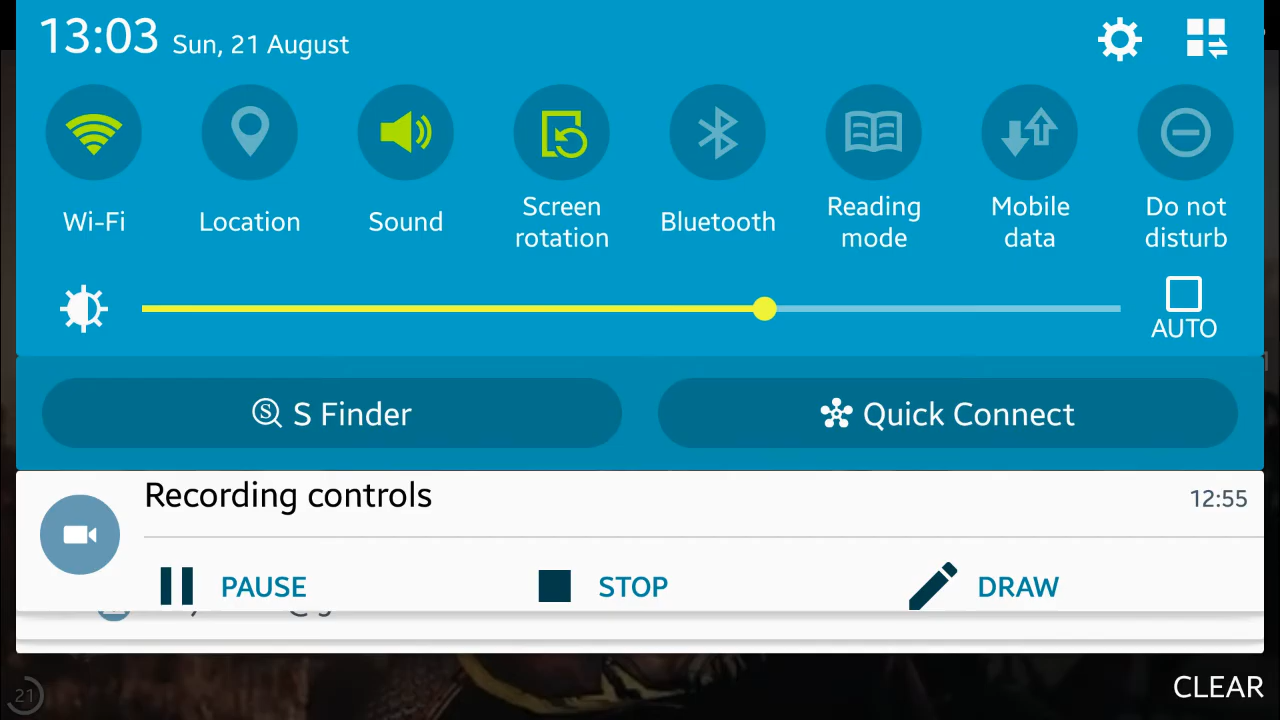 13:03 Sun, 21 August
Wi-Fi
Location
Sound
Screen
rotation
Bluetooth
Reading
mode
Mobile
data
Do not
disturb
AUTO
S Finder
Quick Connect
Recording controls
12:55
PAUSE
STOP
DRAW
21
CLEAR